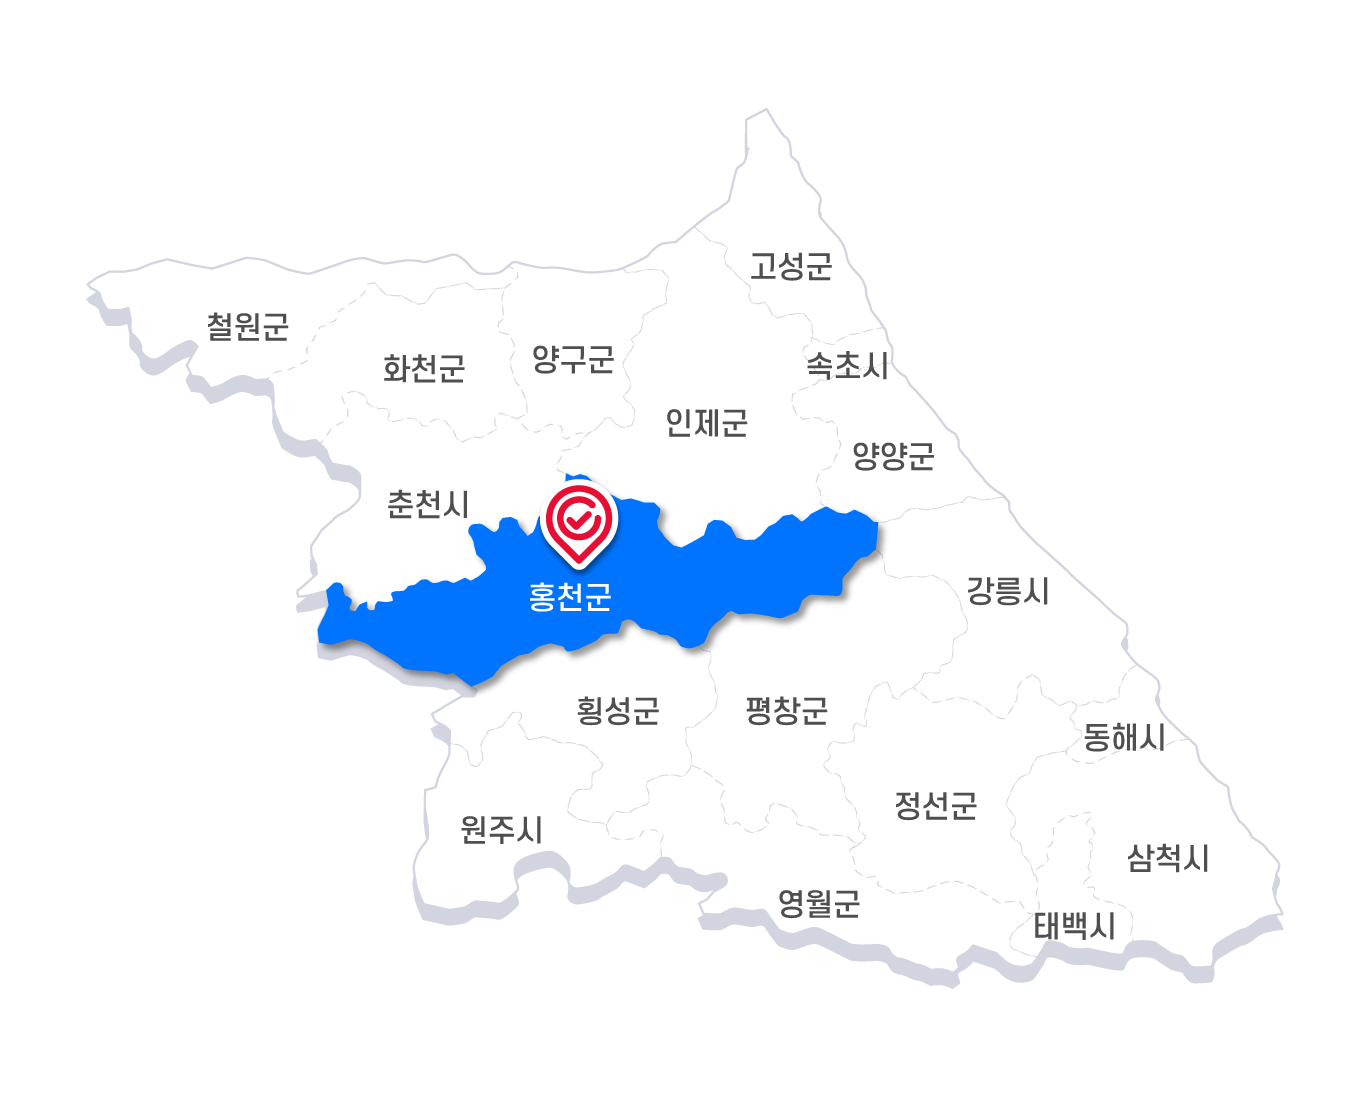 고성군
철원군
화천군
양구군
속초시
인제군
양양군
춘천시
홍천군
강릉시
횡성군
평창군
동해시
정선군
원주시
삼척시
영월군
태백시